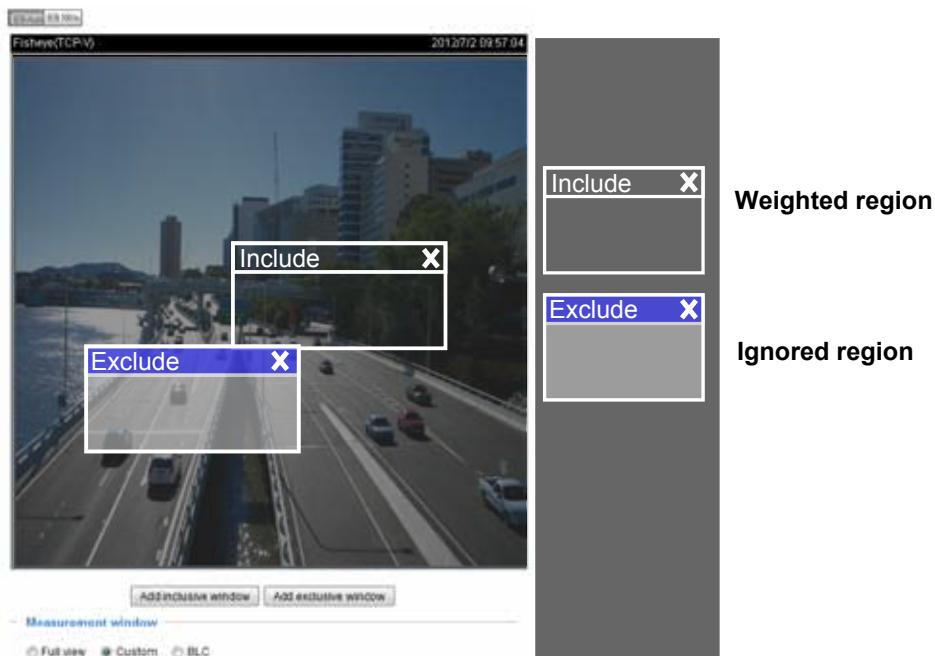 Fisheye(TCP-V) 2012/7/2 09:57:04
Include
Exclude
Include
Weighted region
Exclude
Ignored region
Add inclusive window Add exclusive window
Measurement window
Full view Custom BLC